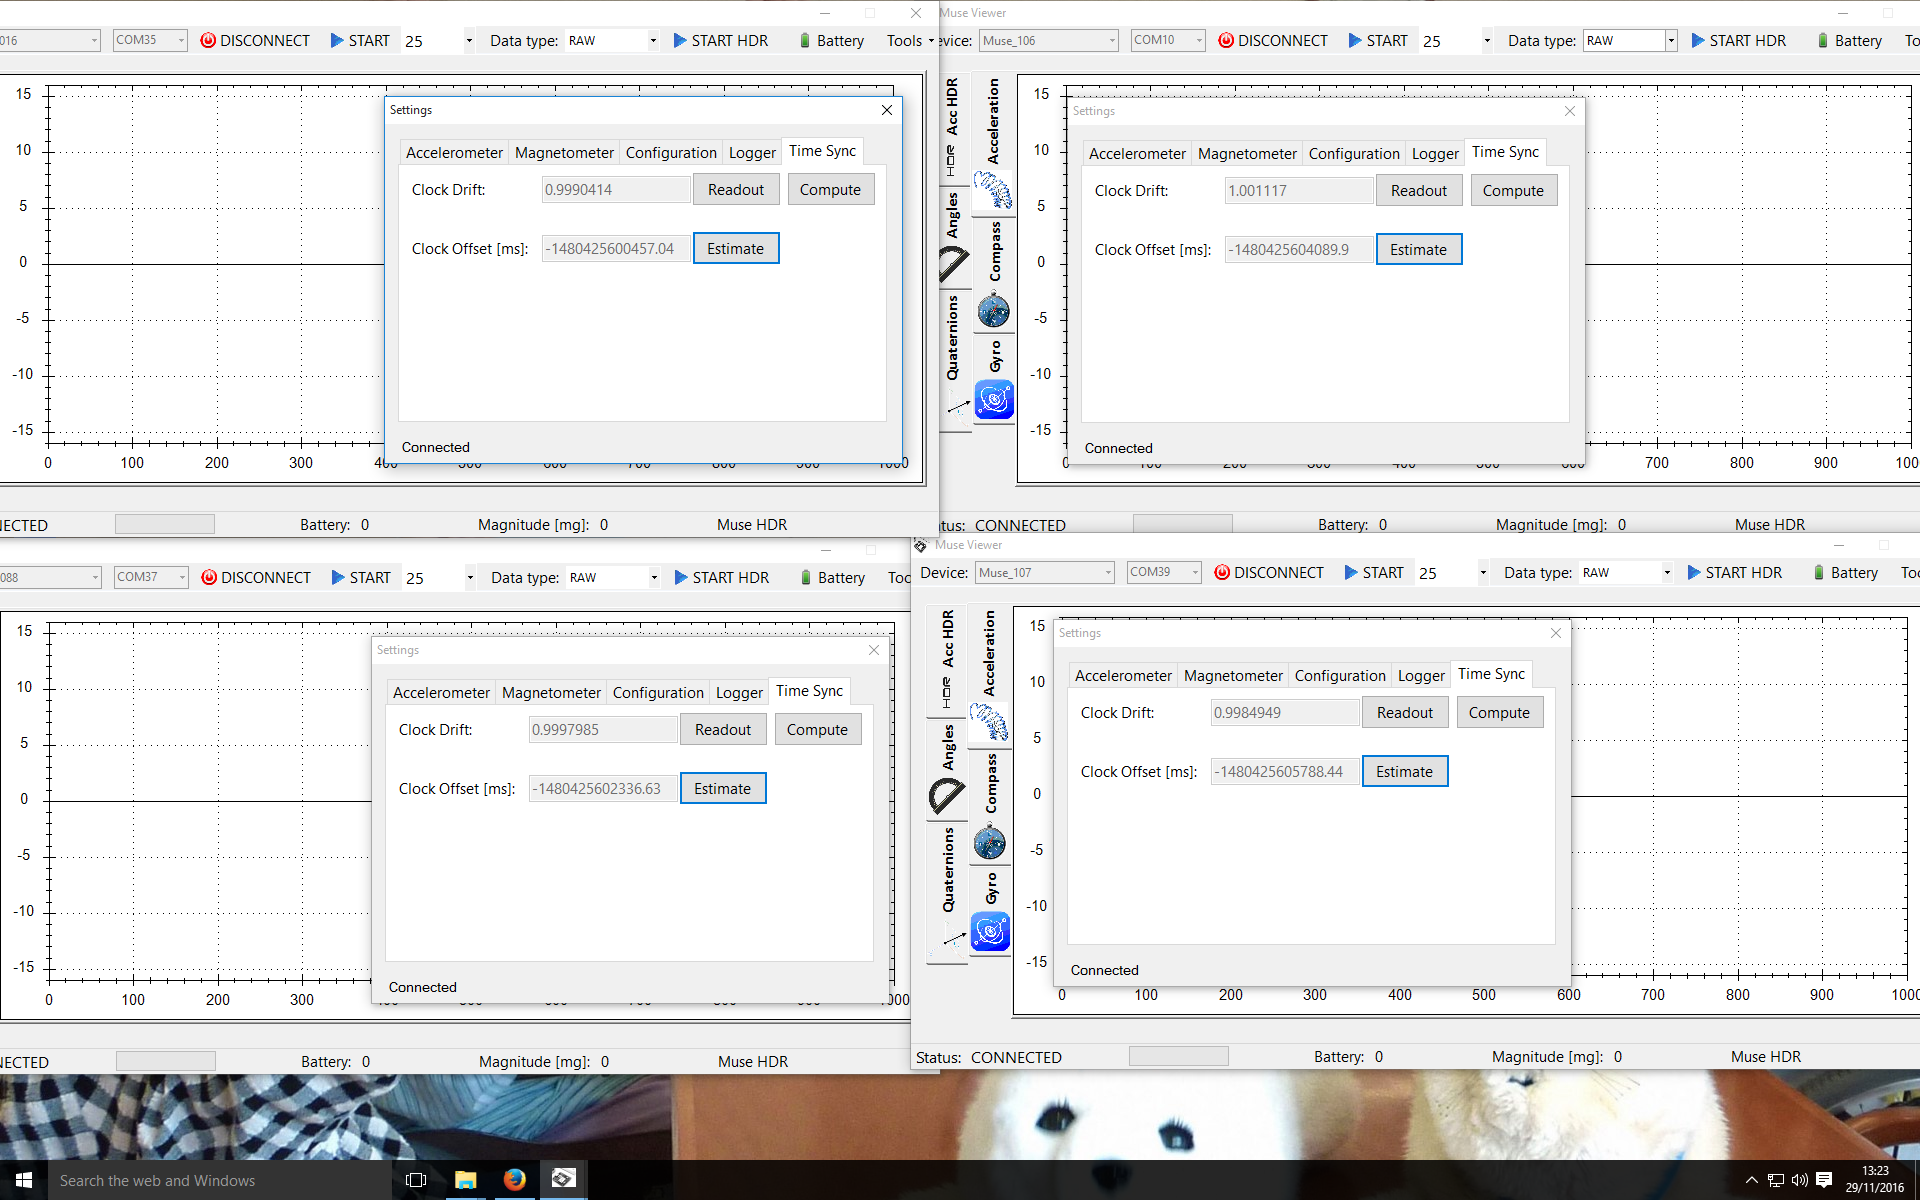 016 COM35 DISCONNECT START 25 Data type: RAW START HDR Battery Tools
15
10
5
0
-5
-10
-15
0 100 200 300 1000
Settings
Accelerometer Magnetometer Configuration Logger Time Sync
Clock Drift: 0.9990414 Readout Compute
Clock Offset [ms]: -1480425600457.04 Estimate
Connected
Battery: 0 Magnitude [mg]: 0 Muse HDR
Muse Viewer
Device: Muse_106 COM10 DISCONNECT START 25 Data type: RAW START HDR Battery
HDR Acc HDR
Acceleration
Angles
Compass
Quaternions
Gyro
15
10
5
0
-5
-10
-15
0 100 200 300 400 500 600 700 800 900 1000
Settings
Accelerometer Magnetometer Configuration Logger Time Sync
Clock Drift: 1.001117 Readout Compute
Clock Offset [ms]: -1480425604089.9 Estimate
Connected
Status: CONNECTED Battery: 0 Magnitude [mg]: 0 Muse HDR
088 COM37 DISCONNECT START 25 Data type: RAW START HDR Battery
15
10
5
0
-5
-10
-15
0 100 200 300 1000
Settings
Accelerometer Magnetometer Configuration Logger Time Sync
Clock Drift: 0.9997985 Readout Compute
Clock Offset [ms]: -1480425602336.63 Estimate
Connected
Battery: 0 Magnitude [mg]: 0 Muse HDR
Muse Viewer
Device: Muse_107 COM39 DISCONNECT START 25 Data type: RAW START HDR Battery
HDR Acc HDR
Acceleration
Angles
Compass
Quaternions
Gyro
15
10
5
0
-5
-10
-15
0 100 200 300 400 500 600 700 800 900 1000
Settings
Accelerometer Magnetometer Configuration Logger Time Sync
Clock Drift: 0.9984949 Readout Compute
Clock Offset [ms]: -1480425605788.44 Estimate
Connected
Status: CONNECTED Battery: 0 Magnitude [mg]: 0 Muse HDR
Search the web and Windows
13:23
29/11/2016